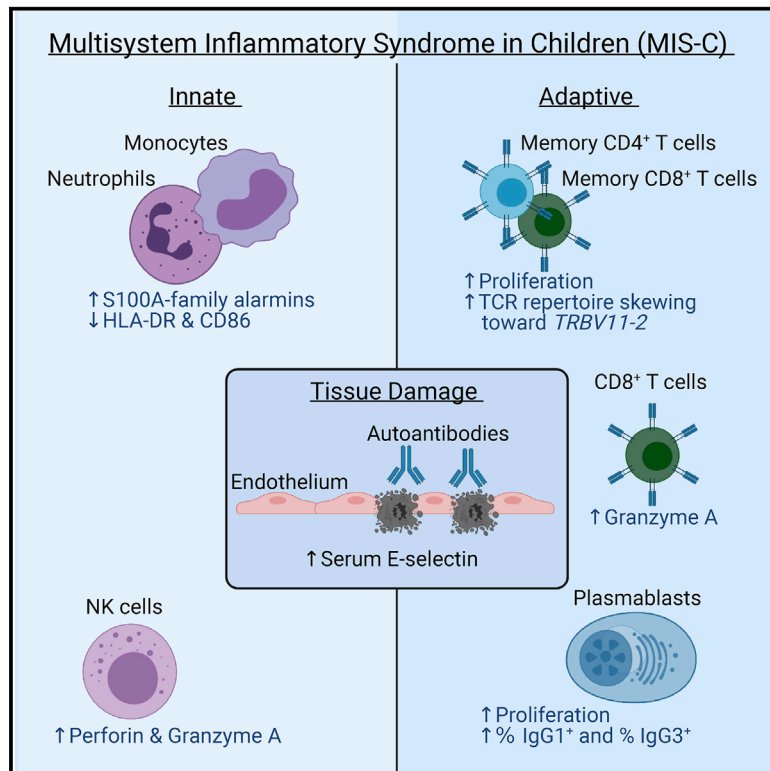 Multisystem Inflammatory Syndrome in Children (MIS-C)
Innate
Monocytes
Neutrophils
↑S100A-family alarmins
↓HLA-DR & CD86
Adaptive
Memory CD4⁺ T cells
Memory CD8⁺ T cells
↑Proliferation
↑TCR repertoire skewing
toward TRBV11-2
Tissue Damage
Autoantibodies
Endothelium
↑Serum E-selectin
CD8⁺ T cells
↑Granzyme A
NK cells
↑Perforin & Granzyme A
Plasmablasts
↑Proliferation
↑% IgG1⁺ and % IgG3⁺